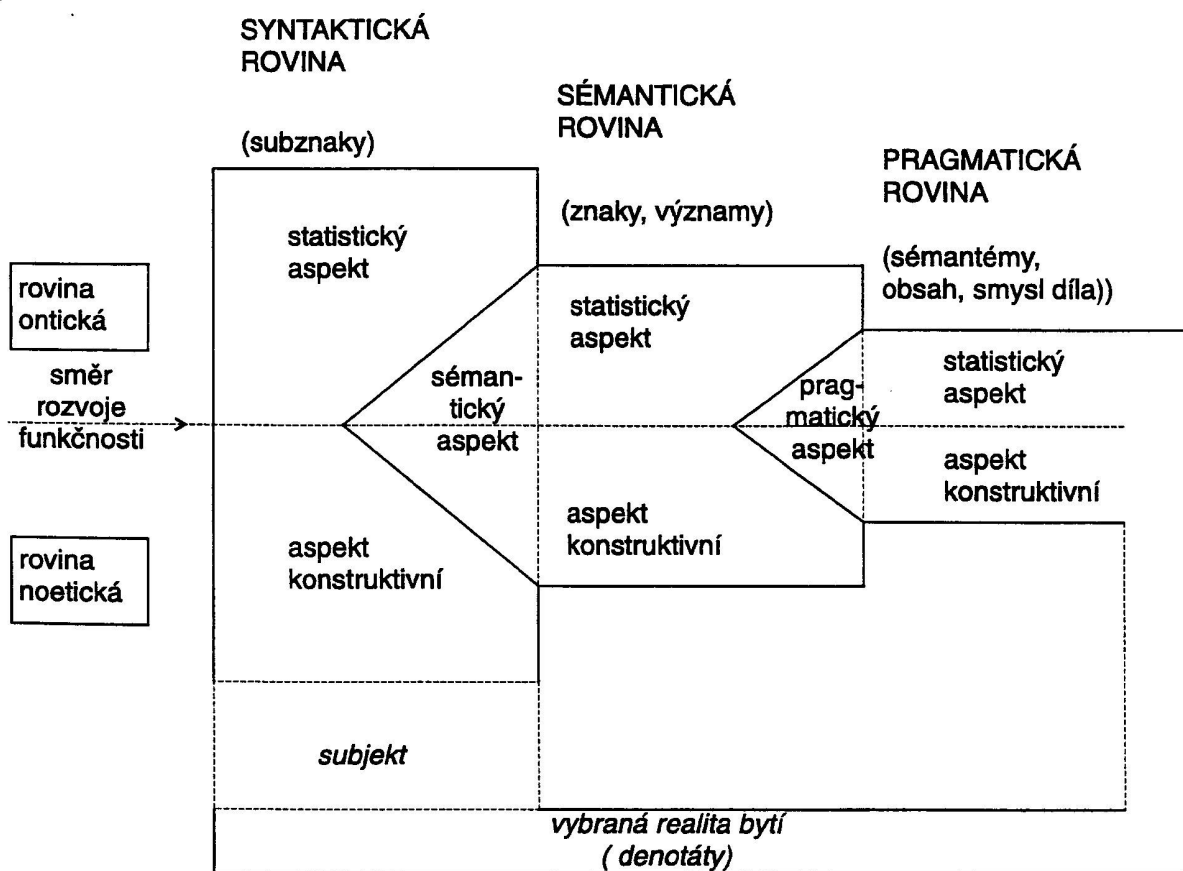 SYNTAKTICKÁ
ROVINA
(subznaky)
SÉMANTICKÁ
ROVINA
(znaky, významy)
PRAGMATICKÁ
ROVINA
(sémantémy,
obsah, smysl díla))
rovina
ontická
směr
rozvoje
funkčnosti
rovina
noetická
statistický
aspekt
séman-
tický
aspekt
aspekt
konstruktivní
statistický
aspekt
prag-
matický
aspekt
aspekt
konstruktivní
statistický
aspekt
aspekt
konstruktivní
subjekt
vybraná realita bytí
( denotáty)